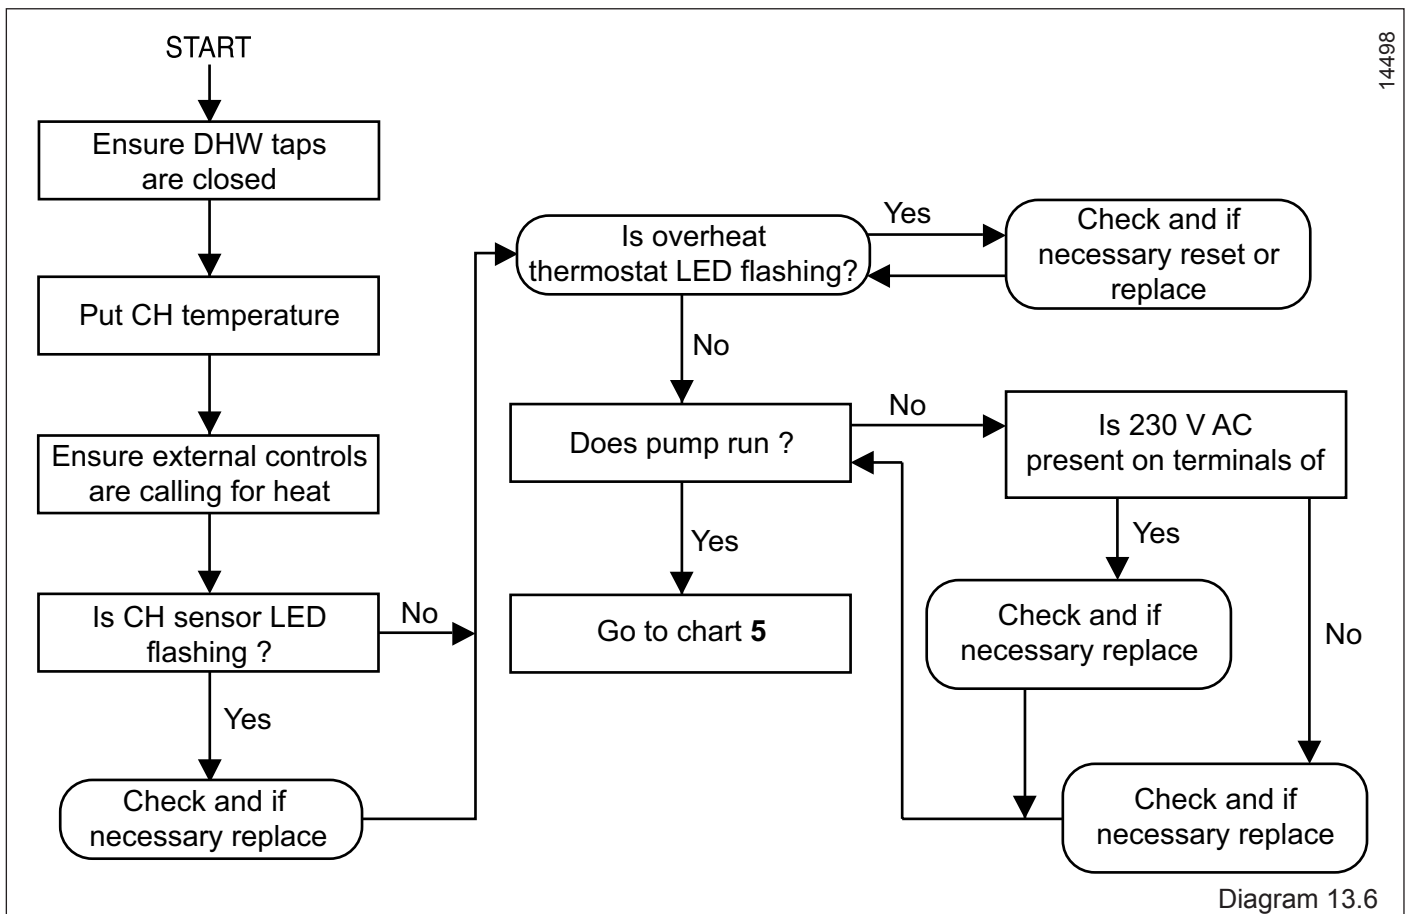 START
14498
Ensure DHW taps
are closed
Put CH temperature
Ensure external controls
are calling for heat
Is CH sensor LED
flashing ?
No
Yes
Check and if
necessary replace
Is overheat
thermostat LED flashing?
Yes
Check and if
necessary reset or
replace
No
Does pump run ?
No
Is 230 V AC
present on terminals of
Yes
Go to chart 5
Yes
Check and if
necessary replace
No
Check and if
necessary replace
Diagram 13.6